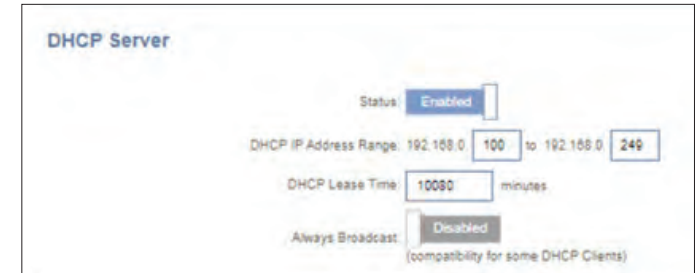 DHCP Server
Status: Enabled
DHCP IP Address Range: 192.168.0. 100 to 192.168.0. 249
DHCP Lease Time: 10080 minutes
Always Broadcast: Disabled
(compatibility for some DHCP Clients)